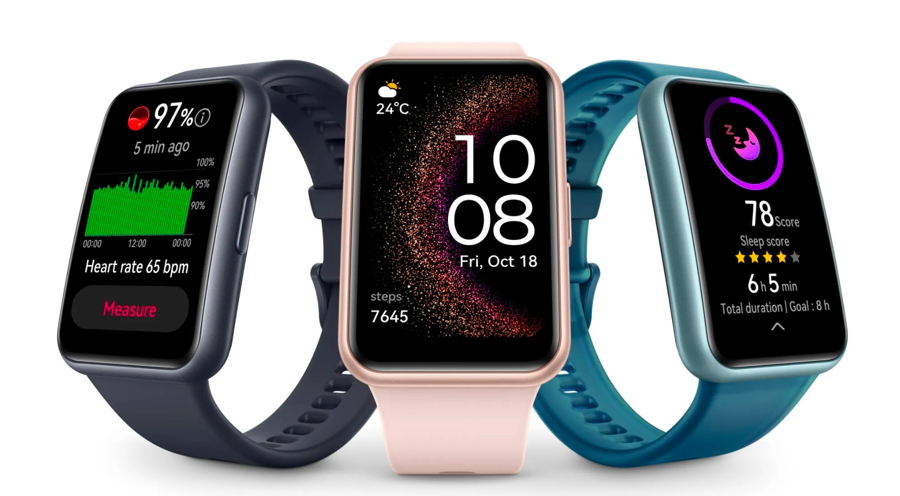 97%
5 min ago
100%
95%
90%
00:00 12:00 00:00
Heart rate 65 bpm
Measure
24°C
10
08
Fri, Oct 18
steps
7645
z z z
78 Score
Sleep score
6 h 5 min
Total duration | Goal : 8 h